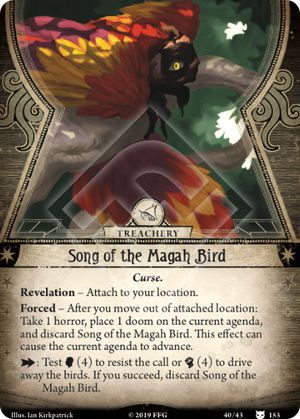 TREACHERY
Song of the Magah Bird
Curse.
Revelation – Attach to your location.
Forced – After you move out of attached location:
Take 1 horror, place 1 doom on the current agenda,
and discard Song of the Magah Bird. This effect can
cause the current agenda to advance.
: Test (4) to resist the call or (4) to drive
away the birds. If you succeed, discard Song of
the Magah Bird.
Illus. Ian Kirkpatrick © 2019 FFG 40/43 153